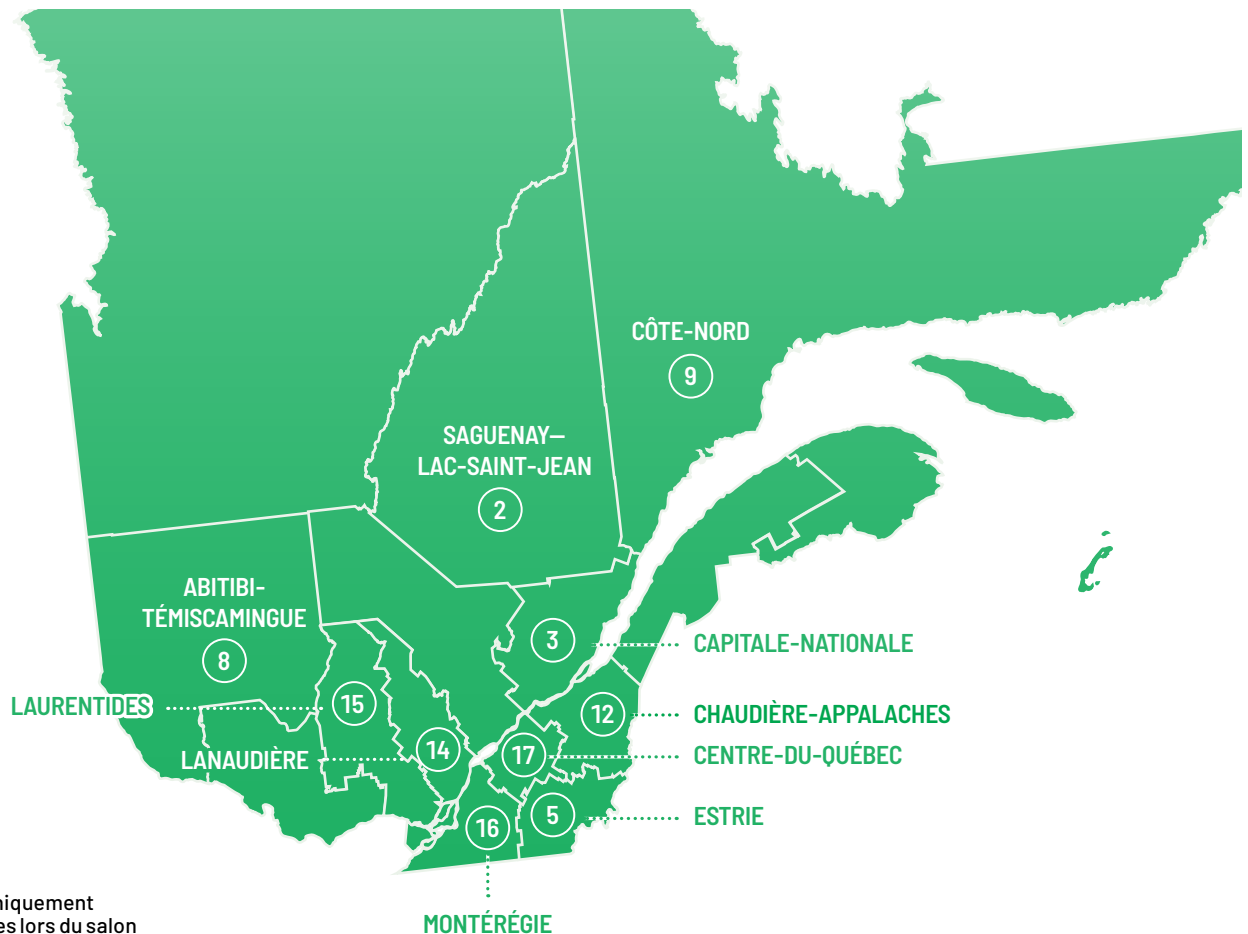 CÔTE-NORD
9
SAGUENAY–
LAC-SAINT-JEAN
2
ABITIBI-
TÉMISCAMINGUE
8
3
CAPITALE-NATIONALE
LAURENTIDES
15
12
CHAUDIÈRE-APPALACHES
LANAUDIÈRE
14
17
CENTRE-DU-QUÉBEC
5
ESTRIE
16
MONTÉRÉGIE
niquement
es lors du salon